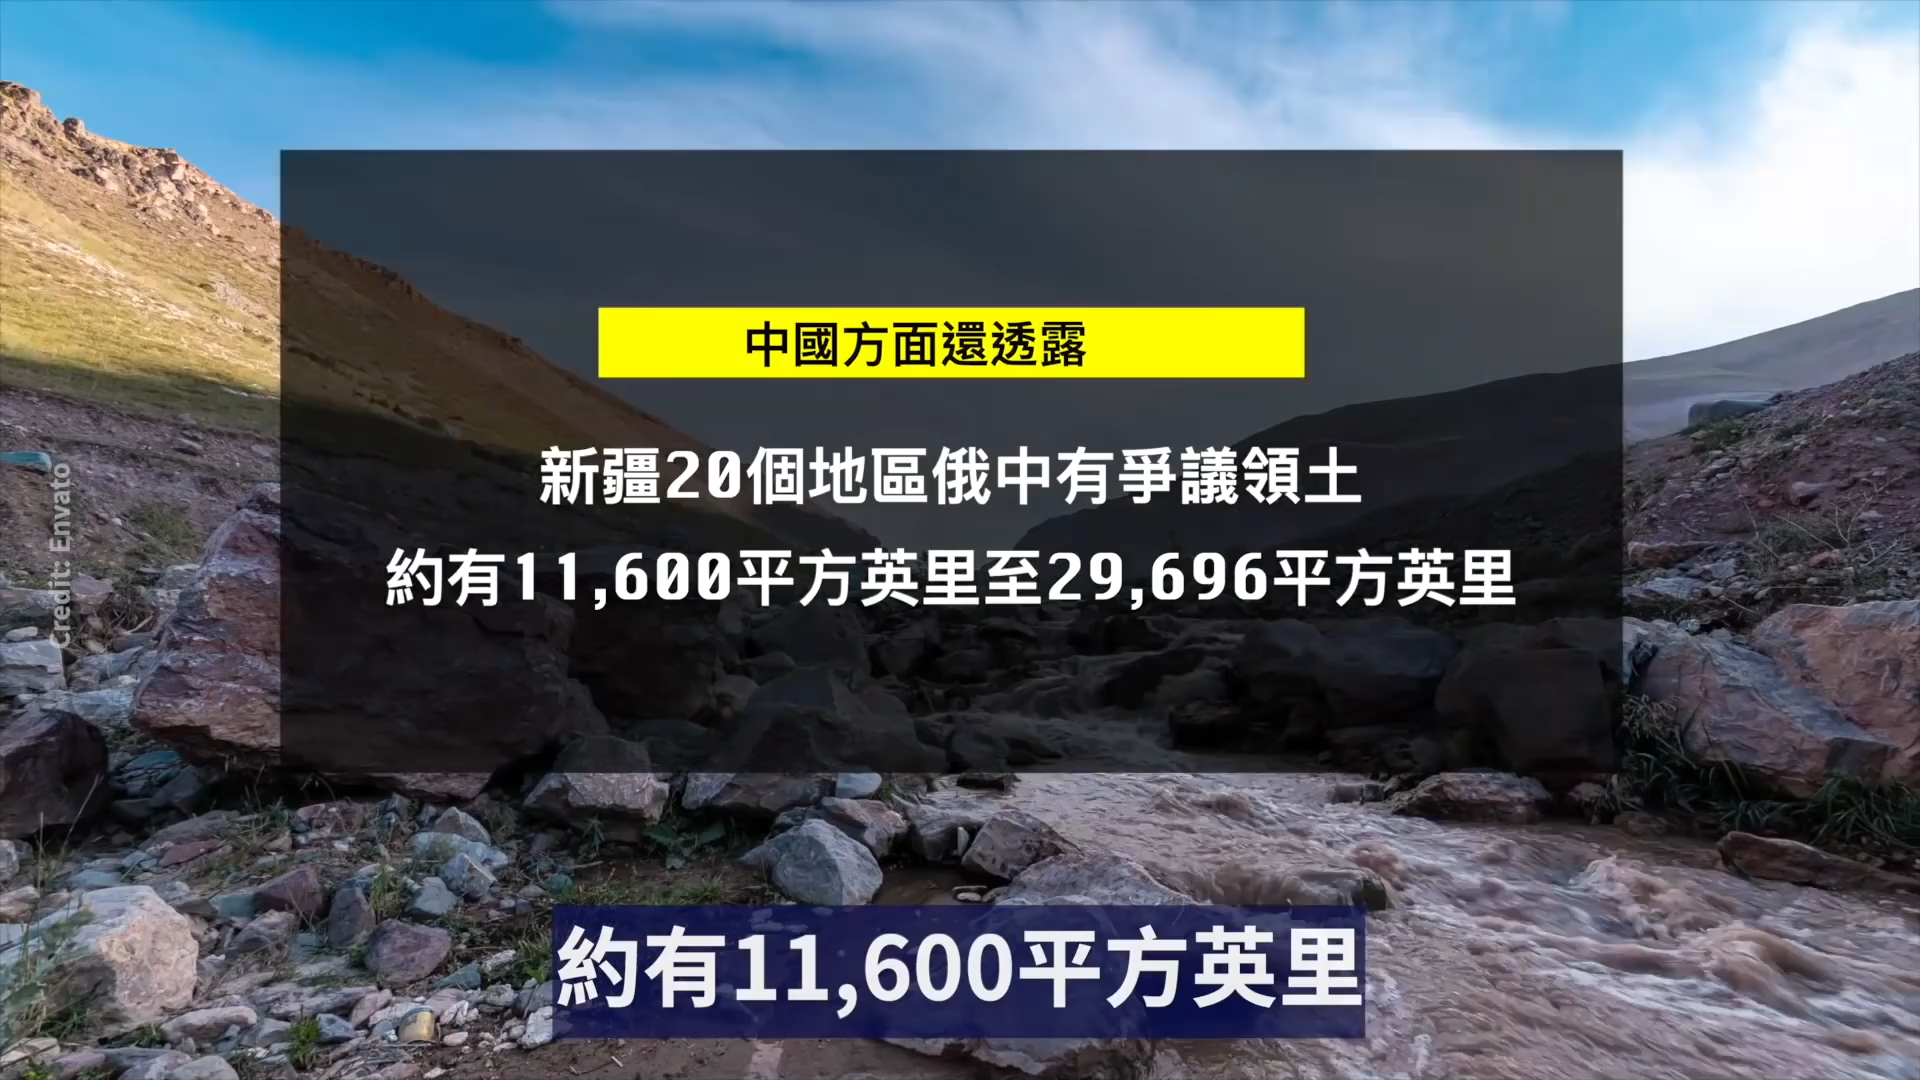 中國方面還透露
新疆20個地區俄中有爭議領土
約有11,600平方英里至29,696平方英里
Credit: Envato
約有11,600平方英里